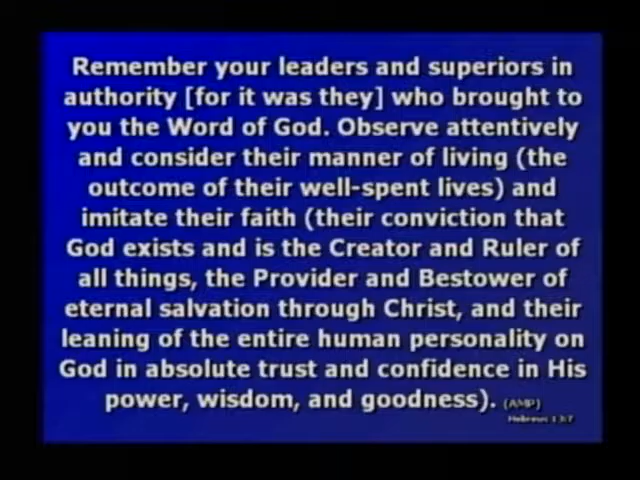 Remember your leaders and superiors in
authority [for it was they] who brought to
you the Word of God. Observe attentively
and consider their manner of living (the
outcome of their well-spent lives) and
imitate their faith (their conviction that
God exists and is the Creator and Ruler of
all things, the Provider and Bestower of
eternal salvation through Christ, and their
leaning of the entire human personality on
God in absolute trust and confidence in His
power, wisdom, and goodness). (AMP)
Hebrews 13:7